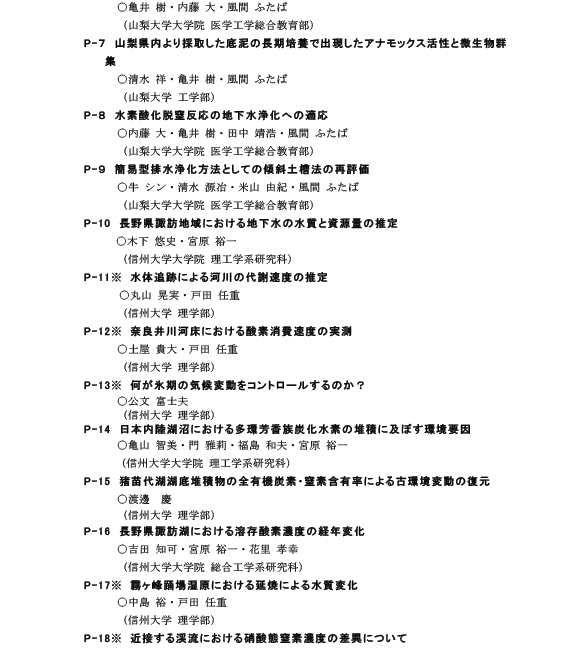 ○亀井 樹・内藤 大・風間 ふたば
(山梨大学大学院 医学工学総合教育部)
P-7 山梨県内より採取した底泥の長期培養で出現したアナモックス活性と微生物群
集
○清水 祥・亀井 樹・風間 ふたば
(山梨大学 工学部)
P-8 水素酸化脱窒反応の地下水浄化への適応
○内藤 大・亀井 樹・田中 靖浩・風間 ふたば
(山梨大学大学院 医学工学総合教育部)
P-9 簡易型排水浄化方法としての傾斜土槽法の再評価
○牛 シン・清水 源治・米山 由紀・風間 ふたば
(山梨大学大学院 医学工学総合教育部)
P-10 長野県諏訪地域における地下水の水質と資源量の推定
○木下 悠史・宮原 裕一
(信州大学大学院 理工学系研究科)
P-11※ 水体追跡による河川の代謝速度の推定
○丸山 晃実・戸田 任重
(信州大学 理学部)
P-12※ 奈良井川河床における酸素消費速度の実測
○土屋 貴大・戸田 任重
(信州大学 理学部)
P-13※ 何が氷期の気候変動をコントロールするのか？
○公文 富士夫
(信州大学 理学部)
P-14 日本内陸湖沼における多環芳香族炭化水素の堆積に及ぼす環境要因
○亀山 智美・門 雅莉・福島 和夫・宮原 裕一
(信州大学大学院 理工学系研究科)
P-15 猪苗代湖湖底堆積物の全有機炭素・窒素含有率による古環境変動の復元
○渡邊 慶
(信州大学 理学部)
P-16 長野県諏訪湖における溶存酸素濃度の経年変化
○吉田 知可・宮原 裕一・花里 孝幸
(信州大学大学院 総合工学系研究科)
P-17※ 霧ヶ峰踊場湿原における延焼による水質変化
○中島 裕・戸田 任重
(信州大学 理学部)
P-18※ 近接する渓流における硝酸態窒素濃度の差異について